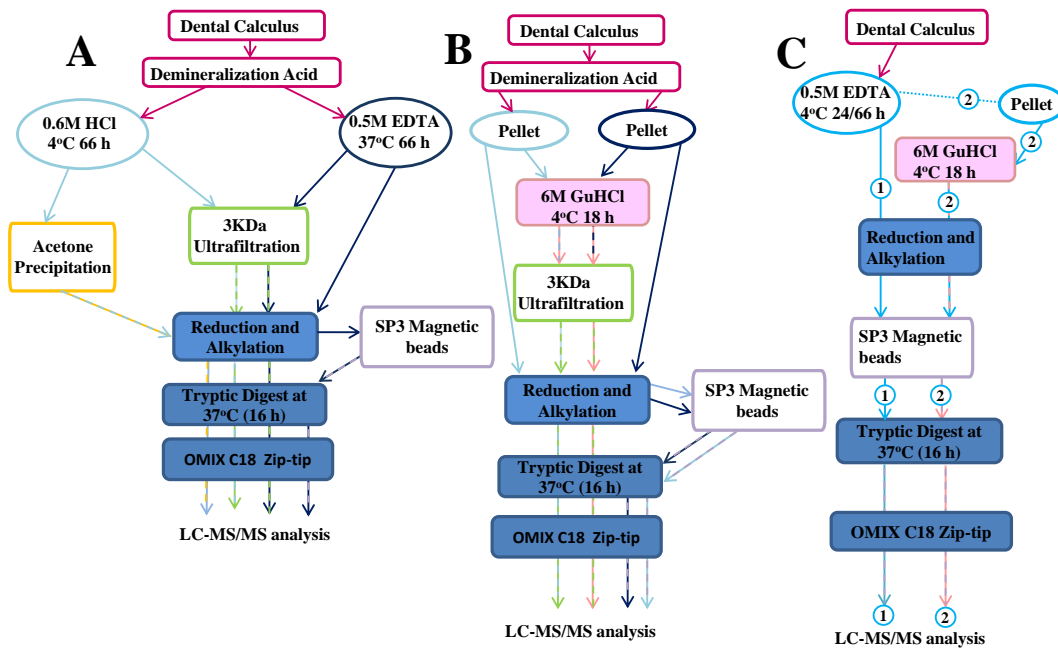 A
Dental Calculus
Demineralization Acid
0.6M HCl
4ºC 66 h
0.5M EDTA
37ºC 66 h
3KDa
Ultrafiltration
Acetone
Precipitation
Reduction and
Alkylation
SP3 Magnetic
beads
Tryptic Digest at
37ºC (16 h)
OMIX C18 Zip-tip
LC-MS/MS analysis
B
Dental Calculus
Demineralization Acid
Pellet
Pellet
6M GuHCl
4ºC 18 h
3KDa
Ultrafiltration
Reduction and
Alkylation
SP3 Magnetic
beads
Tryptic Digest at
37ºC (16 h)
OMIX C18 Zip-tip
LC-MS/MS analysis
C
Dental Calculus
0.5M EDTA
4ºC 24/66 h
2
Pellet
2
6M GuHCl
4ºC 18 h
1
2
Reduction and
Alkylation
SP3 Magnetic
beads
1
2
Tryptic Digest at
37ºC (16 h)
OMIX C18 Zip-tip
1
2
LC-MS/MS analysis